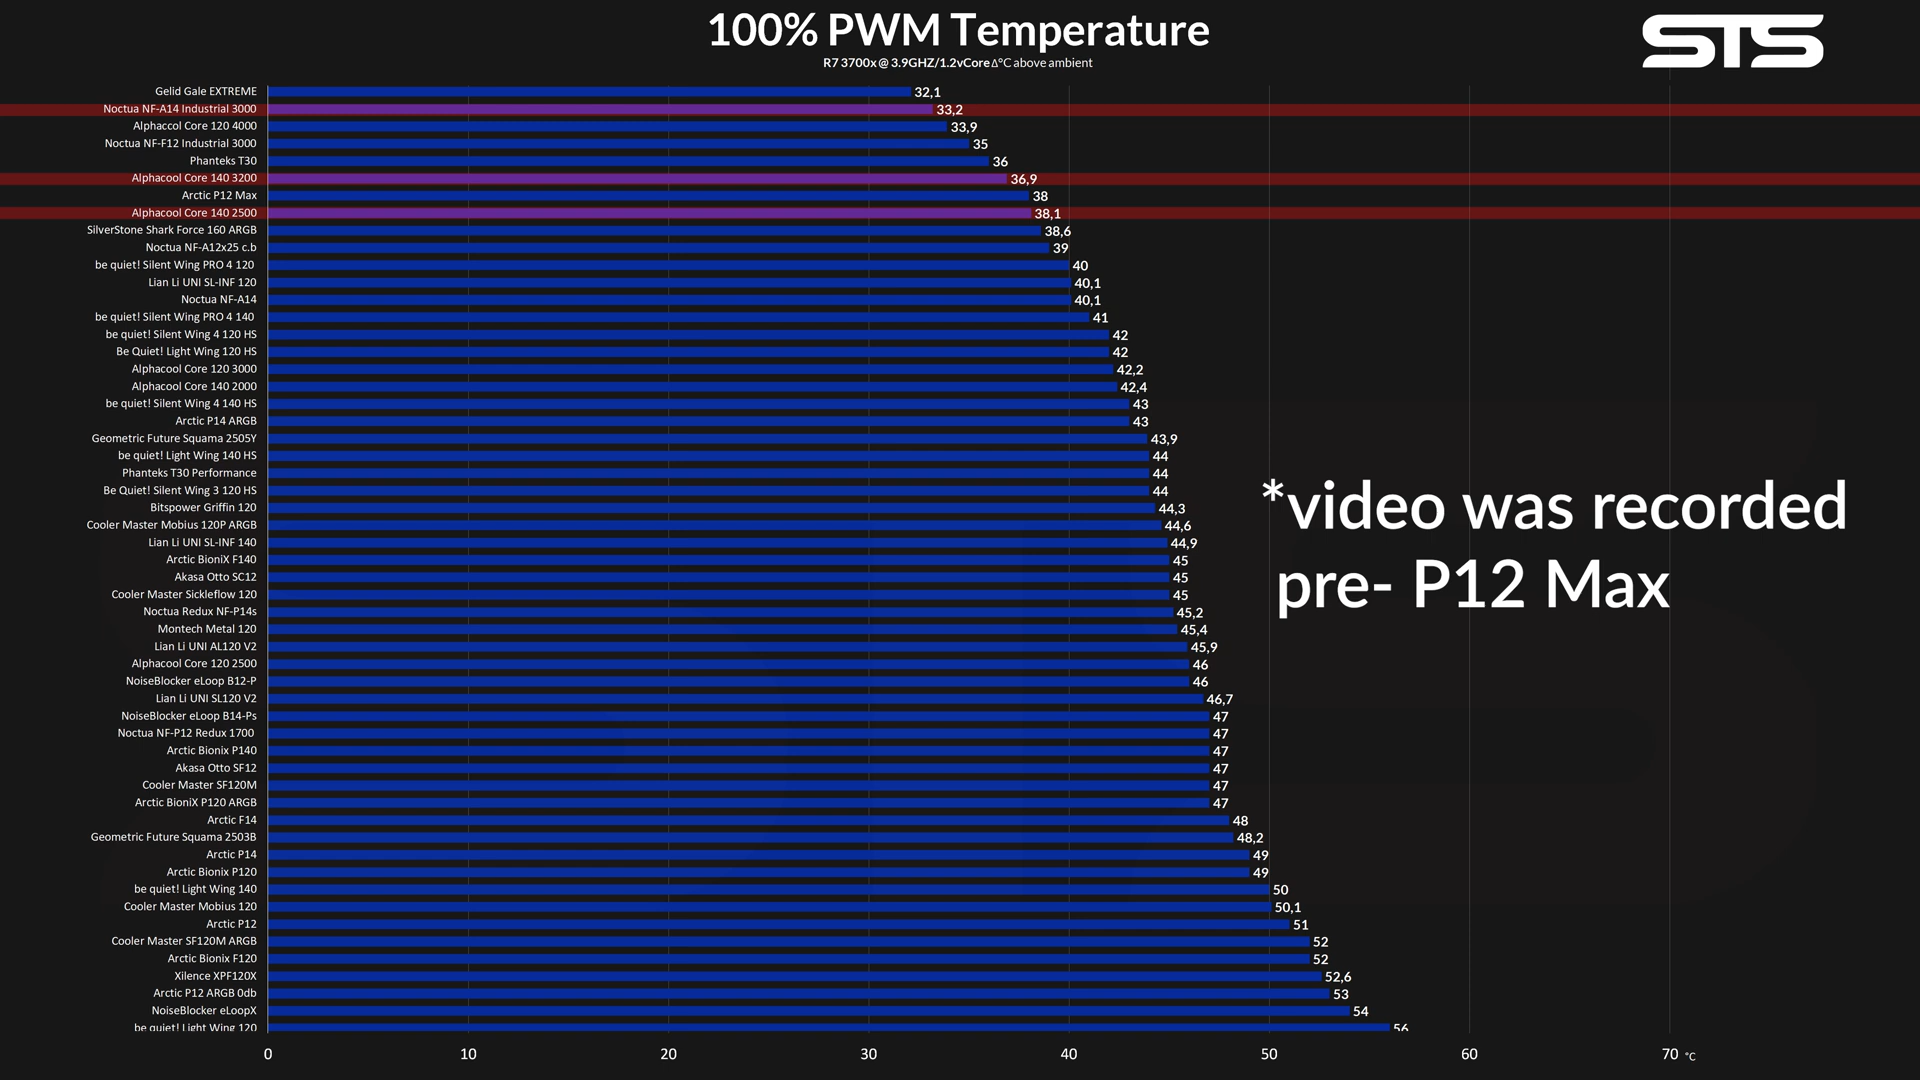 100% PWM Temperature
STS
R7 3700x @ 3.9GHZ/1.2vCore Δ°C above ambient
Gelid Gale EXTREME 32,1
Noctua NF-A14 Industrial 3000 33,2
Alphaccol Core 120 4000 33,9
Noctua NF-F12 Industrial 3000 35
Phanteks T30 36
Alphacool Core 140 3200 36,9
Arctic P12 Max 38
Alphacool Core 140 2500 38,1
SilverStone Shark Force 160 ARGB 38,6
Noctua NF-A12x25 c.b 39
be quiet! Silent Wing PRO 4 120 40
Lian Li UNI SL-INF 120 40,1
Noctua NF-A14 40,1
be quiet! Silent Wing PRO 4 140 41
be quiet! Silent Wing 4 120 HS 42
Be Quiet! Light Wing 120 HS 42
Alphacool Core 120 3000 42,2
Alphacool Core 140 2000 42,4
be quiet! Silent Wing 4 140 HS 43
Arctic P14 ARGB 43
Geometric Future Squama 2505Y 43,9
be quiet! Light Wing 140 HS 44
Phanteks T30 Performance 44
Be Quiet! Silent Wing 3 120 HS 44
Bitspower Griffin 120 44,3
Cooler Master Mobius 120P ARGB 44,6
Lian Li UNI SL-INF 140 44,9
Arctic BioniX F140 45
Akasa Otto SC12 45
Cooler Master Sickleflow 120 45
Noctua Redux NF-P14s 45,2
Montech Metal 120 45,4
Lian Li UNI AL120 V2 45,9
Alphacool Core 120 2500 46
NoiseBlocker eLoop B12-P 46
Lian Li UNI SL120 V2 46,7
NoiseBlocker eLoop B14-Ps 47
Noctua NF-P12 Redux 1700 47
Arctic Bionix P140 47
Akasa Otto SF12 47
Cooler Master SF120M 47
Arctic BioniX P120 ARGB 47
Arctic F14 48
Geometric Future Squama 2503B 48,2
Arctic P14 49
Arctic Bionix P120 49
be quiet! Light Wing 140 50
Cooler Master Mobius 120 50,1
Arctic P12 51
Cooler Master SF120M ARGB 52
Arctic Bionix F120 52
Xilence XPF120X 52,6
Arctic P12 ARGB 0db 53
NoiseBlocker eLoopX 54
be quiet! Light Wing 120 56
*video was recorded
pre- P12 Max
0 10 20 30 40 50 60 70 °C